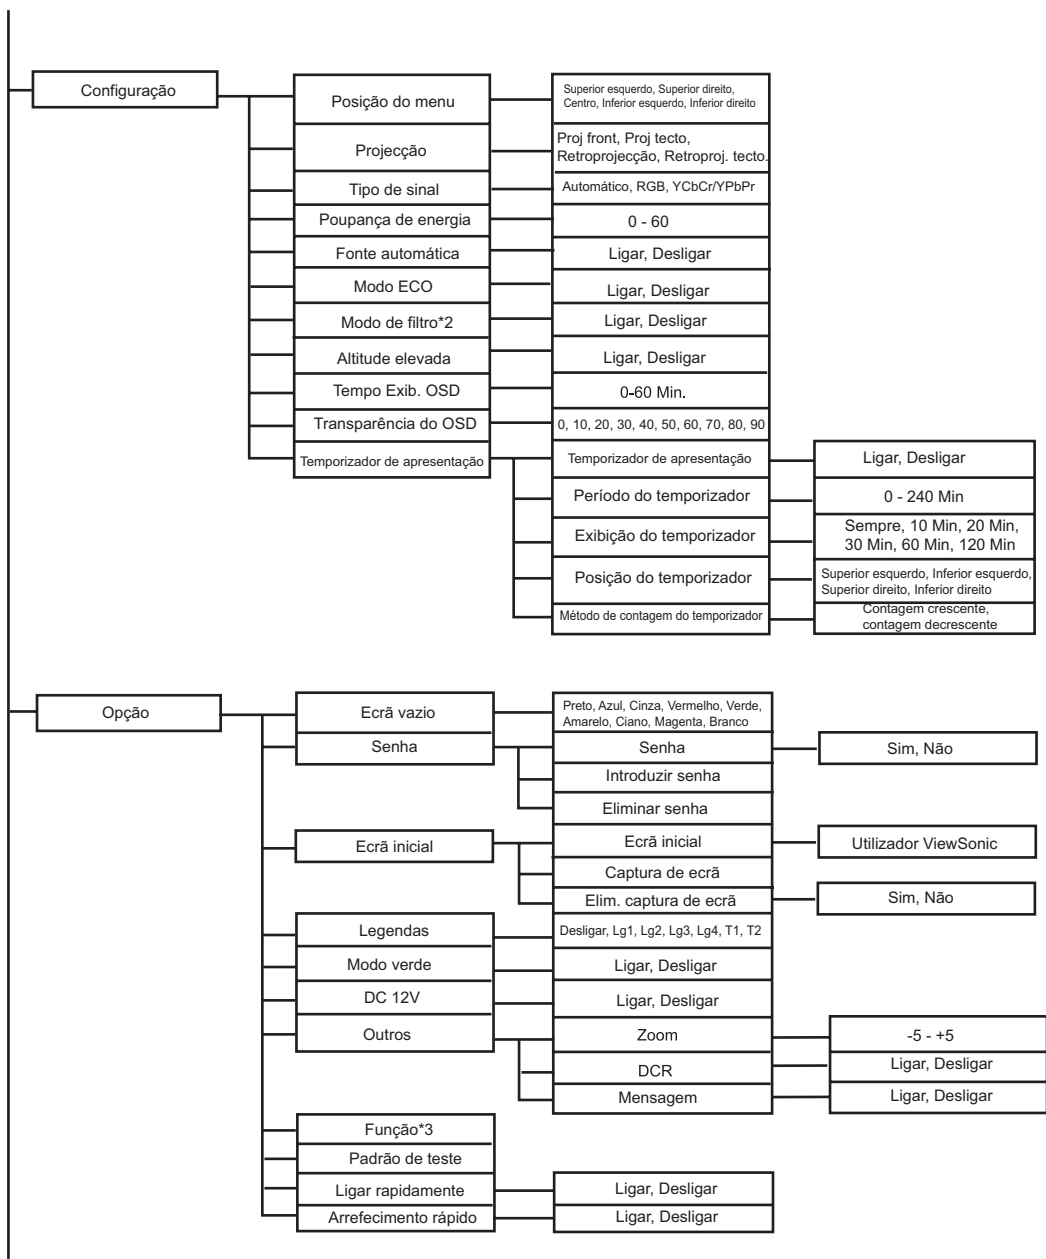 Configuração
Posição do menu
Superior esquerdo, Superior direito,
Centro, Inferior esquerdo, Inferior direito
Projecção
Proj front, Proj tecto,
Retroprojecção, Retroproj. tecto.
Tipo de sinal
Automático, RGB, YCbCr/YPbPr
Poupança de energia
0 - 60
Fonte automática
Ligar, Desligar
Modo ECO
Ligar, Desligar
Modo de filtro*2
Ligar, Desligar
Altitude elevada
Ligar, Desligar
Tempo Exib. OSD
0-60 Min.
Transparência do OSD
0, 10, 20, 30, 40, 50, 60, 70, 80, 90
Temporizador de apresentação
Temporizador de apresentação
Ligar, Desligar
Período do temporizador
0 - 240 Min
Exibição do temporizador
Sempre, 10 Min, 20 Min,
30 Min, 60 Min, 120 Min
Posição do temporizador
Superior esquerdo, Inferior esquerdo,
Superior direito, Inferior direito
Método de contagem do temporizador
Contagem crescente,
contagem decrescente
Opção
Ecrã vazio
Preto, Azul, Cinza, Vermelho, Verde,
Amarelo, Ciano, Magenta, Branco
Senha
Senha
Sim, Não
Introduzir senha
Eliminar senha
Ecrã inicial
Ecrã inicial
Utilizador ViewSonic
Captura de ecrã
Elim. captura de ecrã
Sim, Não
Legendas
Desligar, Lg1, Lg2, Lg3, Lg4, T1, T2
Modo verde
Ligar, Desligar
DC 12V
Ligar, Desligar
Outros
Zoom
-5 - +5
DCR
Ligar, Desligar
Mensagem
Ligar, Desligar
Função*3
Padrão de teste
Ligar rapidamente
Ligar, Desligar
Arrefecimento rápido
Ligar, Desligar